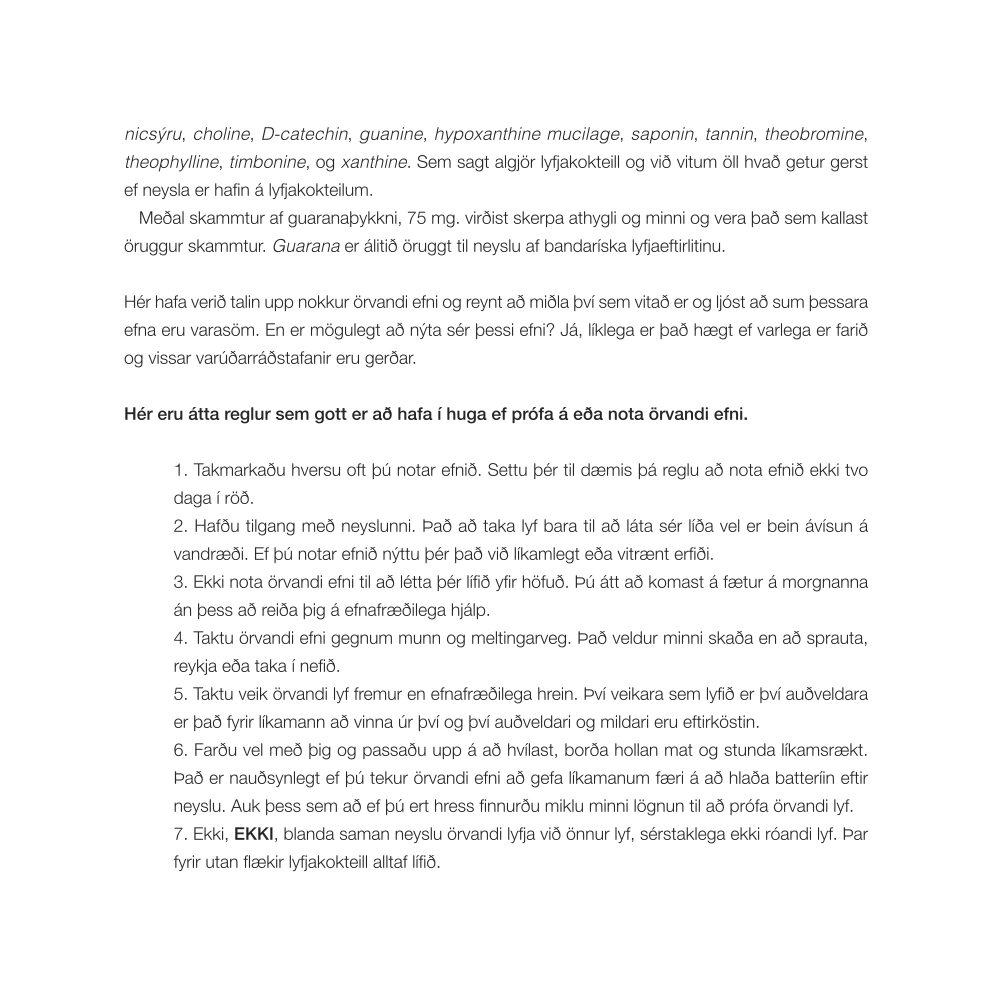 nicsýru, choline, D-catechin, guanine, hypoxanthine mucilage, saponin, tannin, theobromine,
theophylline, timbonine, og xanthine. Sem sagt algjör lyfjakokteill og við vitum öll hvað getur gerst
ef neysla er hafin á lyfjakokteilum.
Meðal skammtur af guaranaþykkni, 75 mg. virðist skerpa athygli og minni og vera það sem kallast
öruggur skammtur. Guarana er álitið öruggt til neyslu af bandaríska lyfjaeftirlitinu.
Hér hafa verið talin upp nokkur örvandi efni og reynt að miðla því sem vitað er og ljóst að sum þessara
efna eru varasöm. En er mögulegt að nýta sér þessi efni? Já, líklega er það hægt ef varlega er farið
og vissar varúðarráðstafanir eru gerðar.
Hér eru átta reglur sem gott er að hafa í huga ef prófa á eða nota örvandi efni.
1. Takmarkaðu hversu oft þú notar efnið. Settu þér til dæmis þá reglu að nota efnið ekki tvo
daga í röð.
2. Hafðu tilgang með neyslunni. Það að taka lyf bara til að láta sér líða vel er bein ávísun á
vandræði. Ef þú notar efnið nýttu þér það við líkamlegt eða vitrænt erfiði.
3. Ekki nota örvandi efni til að létta þér lífið yfir höfuð. Þú átt að komast á fætur á morgnanna
án þess að reiða þig á efnafræðilega hjálp.
4. Taktu örvandi efni gegnum munn og meltingarveg. Það veldur minni skaða en að sprauta,
reykja eða taka í nefið.
5. Taktu veik örvandi lyf fremur en efnafræðilega hrein. Því veikara sem lyfið er því auðveldara
er það fyrir líkamann að vinna úr því og því auðveldari og mildari eru eftirköstin.
6. Farðu vel með þig og passaðu upp á að hvílast, borða hollan mat og stunda líkamsrækt.
Það er nauðsynlegt ef þú tekur örvandi efni að gefa líkamanum færi á að hlaða batteríin eftir
neyslu. Auk þess sem að ef þú ert hress finnurðu miklu minni lögnun til að prófa örvandi lyf.
7. Ekki, EKKI, blanda saman neyslu örvandi lyfja við önnur lyf, sérstaklega ekki róandi lyf. Þar
fyrir utan flækir lyfjakokteill alltaf lífið.